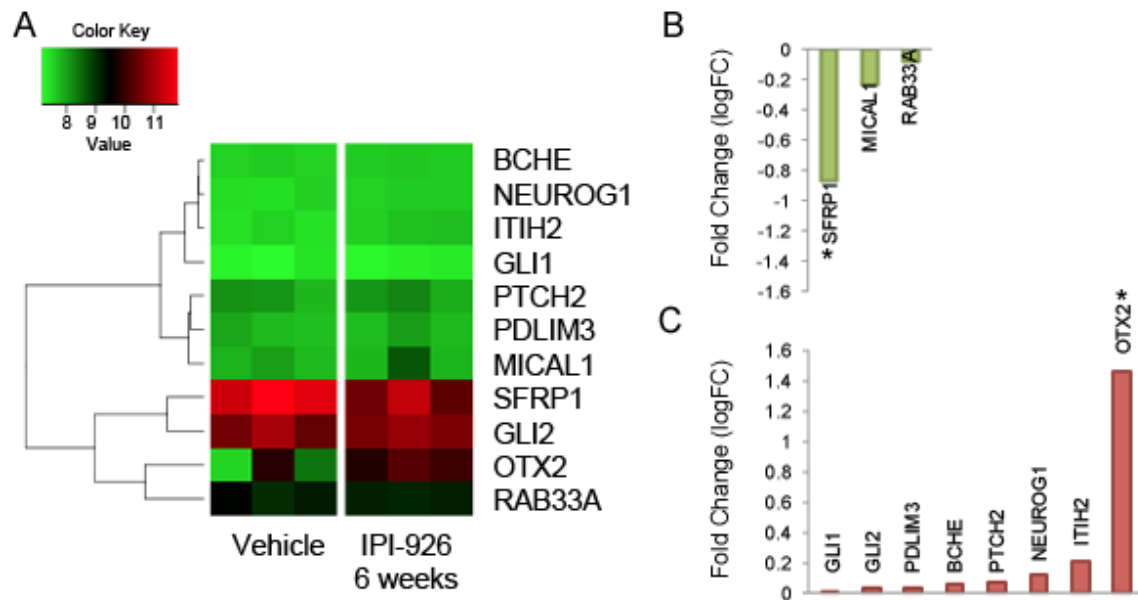 A
Color Key
8 9 10 11
Value
BCHE
NEUROG1
ITIH2
GLI1
PTCH2
PDLIM3
MICAL1
SFRP1
GLI2
OTX2
RAB33A
Vehicle
IPI-926
6 weeks
B
Fold Change (logFC)
0
-0.2
-0.4
-0.6
-0.8
-1
-1.2
-1.4
-1.6
*SFRP1
MICAL1
RAB33A
C
Fold Change (logFC)
1.6
1.4
1.2
1
0.8
0.6
0.4
0.2
0
GLI1
GLI2
PDLIM3
BCHE
PTCH2
NEUROG1
ITIH2
OTX2*